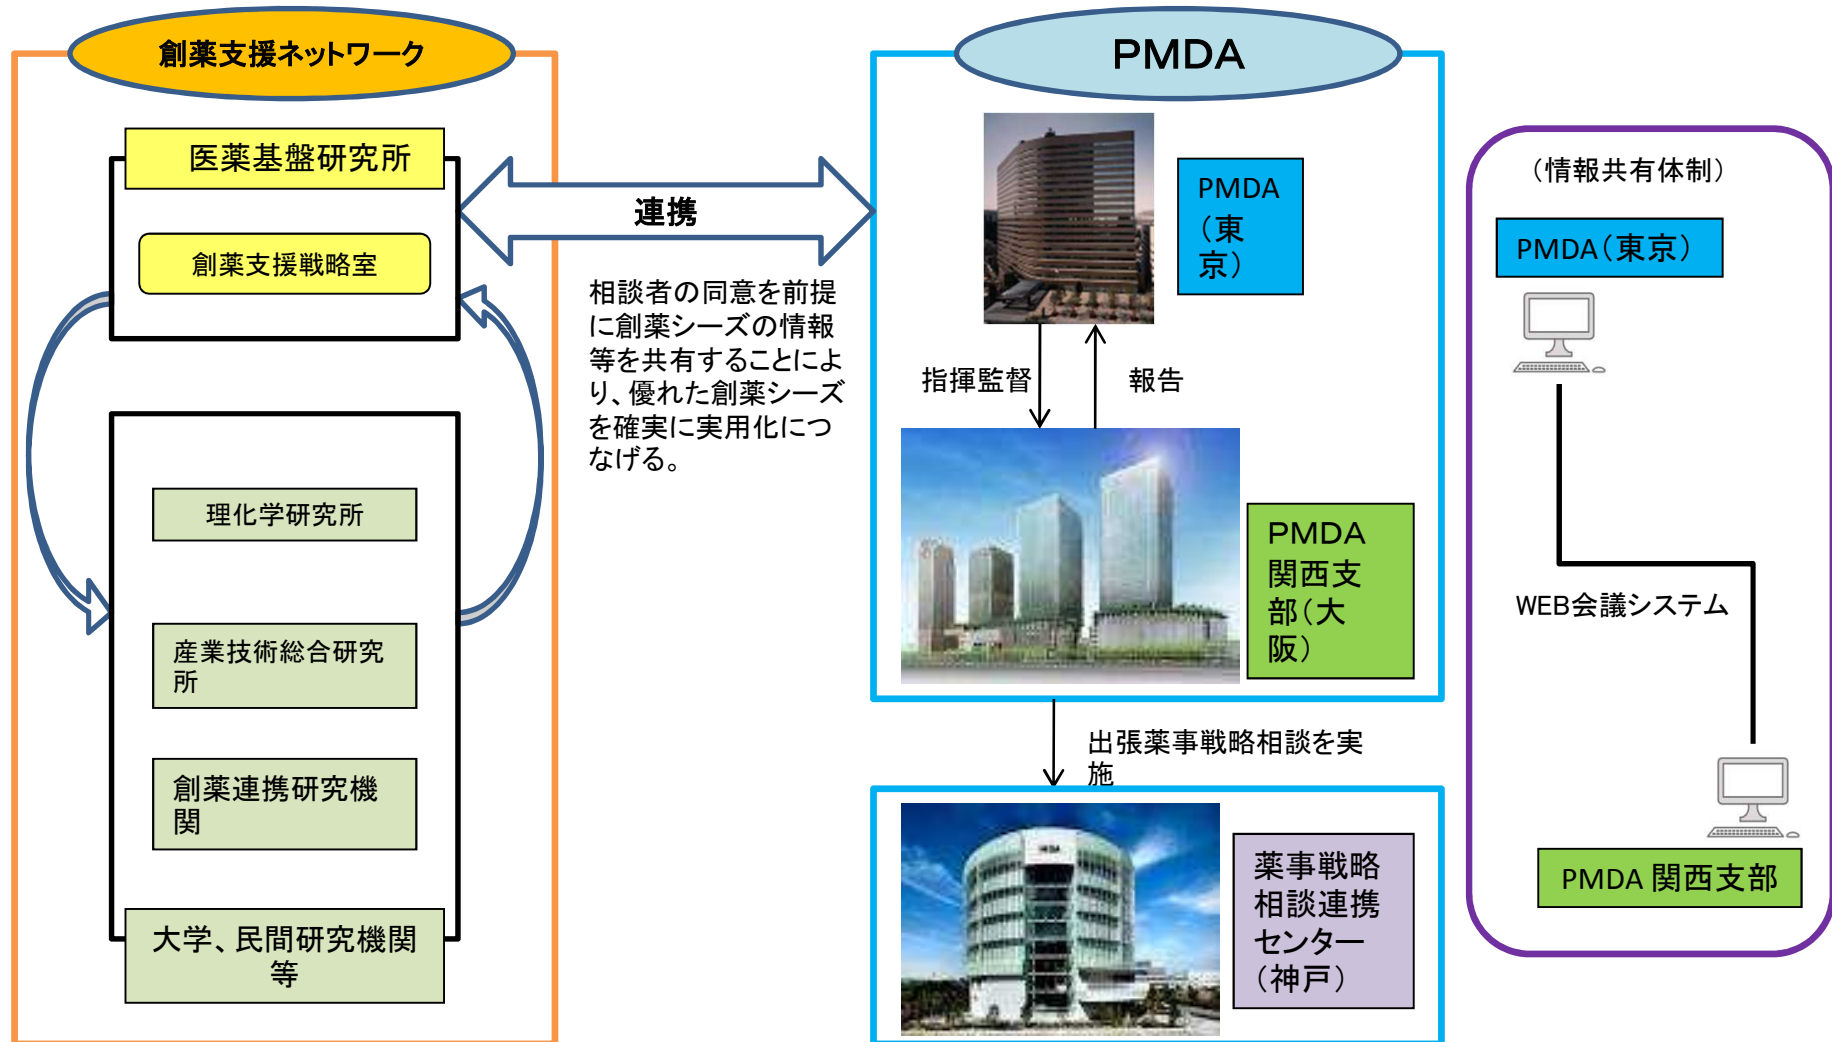 創薬支援ネットワーク
医薬基盤研究所
創薬支援戦略室
理化学研究所
産業技術総合研究
所
創薬連携研究機
関
大学、民間研究機関
等
連携
相談者の同意を前提
に創薬シーズの情報
等を共有することによ
り、優れた創薬シーズ
を確実に実用化につ
なげる。
PMDA
PMDA
（東
京）
指揮監督
報告
PMDA
関西支
部（大
阪）
出張薬事戦略相談を実
施
薬事戦略
相談連携
センター
（神戸）
（情報共有体制）
PMDA（東京）
WEB会議システム
PMDA 関西支部